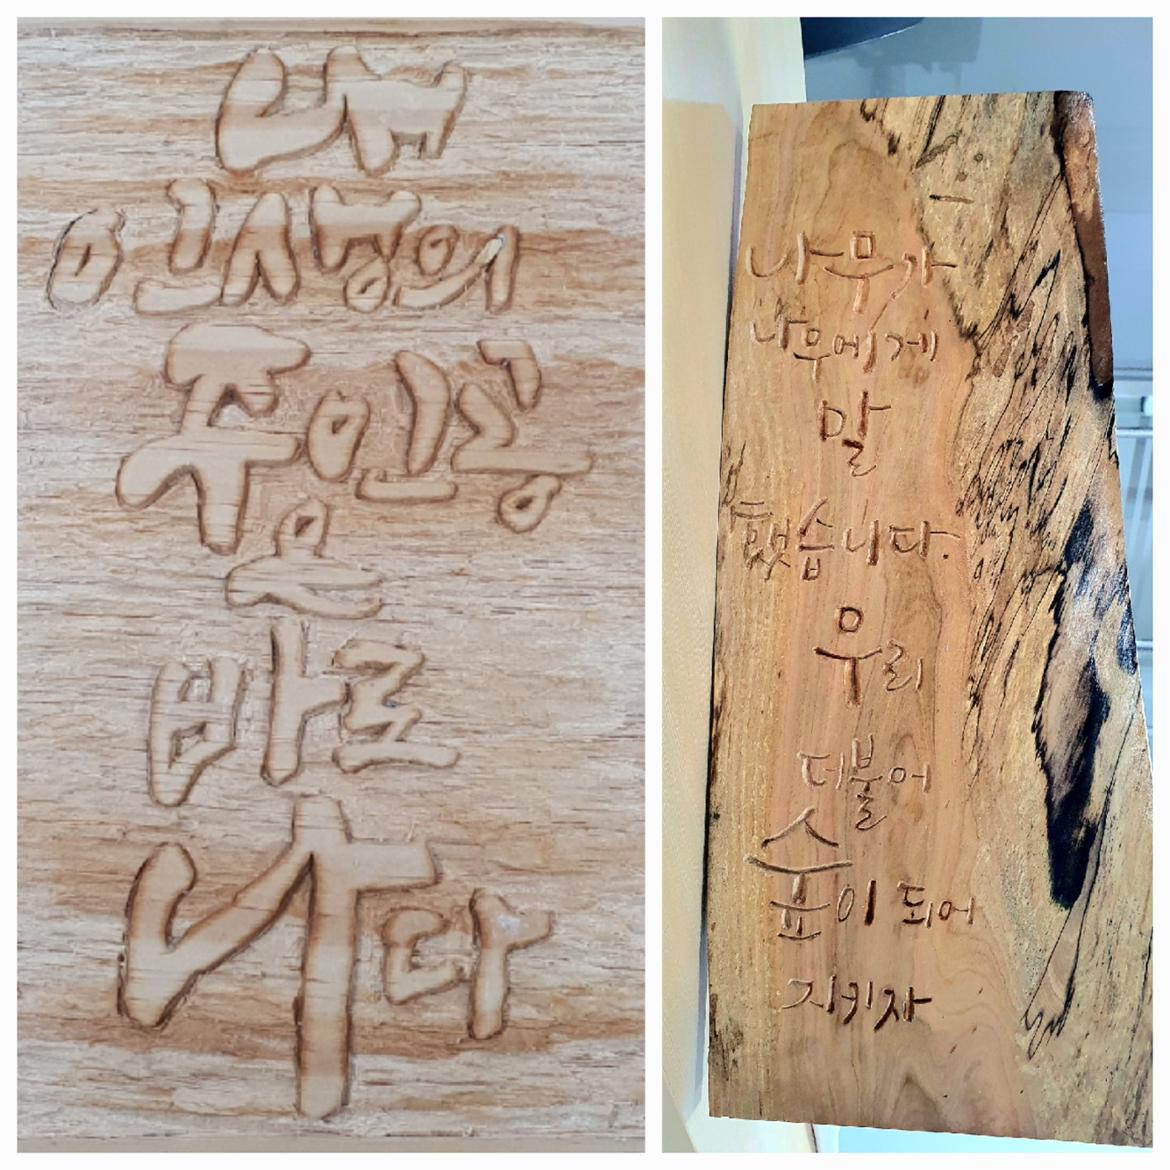 내
인생의
주인공
은
바로
나다
나무가
나무에게
말
했습니다.
우리
더불어
숲이 되어
지키자